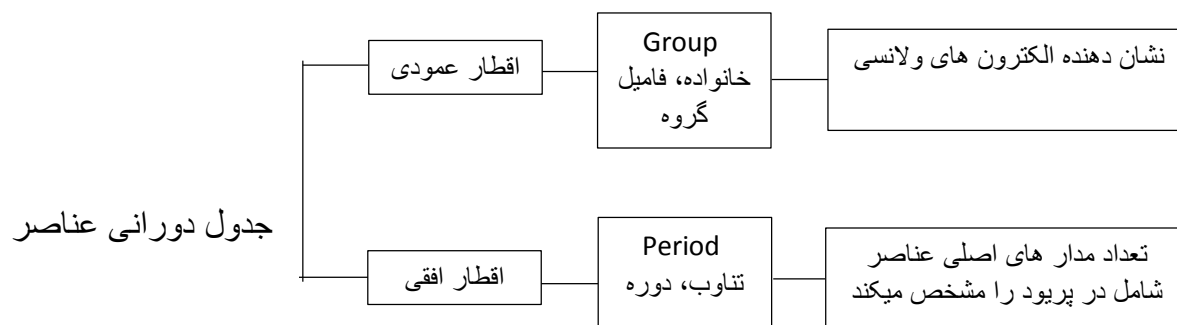 جدول دورانی عناصر
اقطار عمودی
Group
خانواده، فامیل
گروه
نشان دهنده الکترون های ولانسی
اقطار افقی
Period
تناوب، دوره
تعداد مدار های اصلی عناصر
شامل در پریود را مشخص میکند